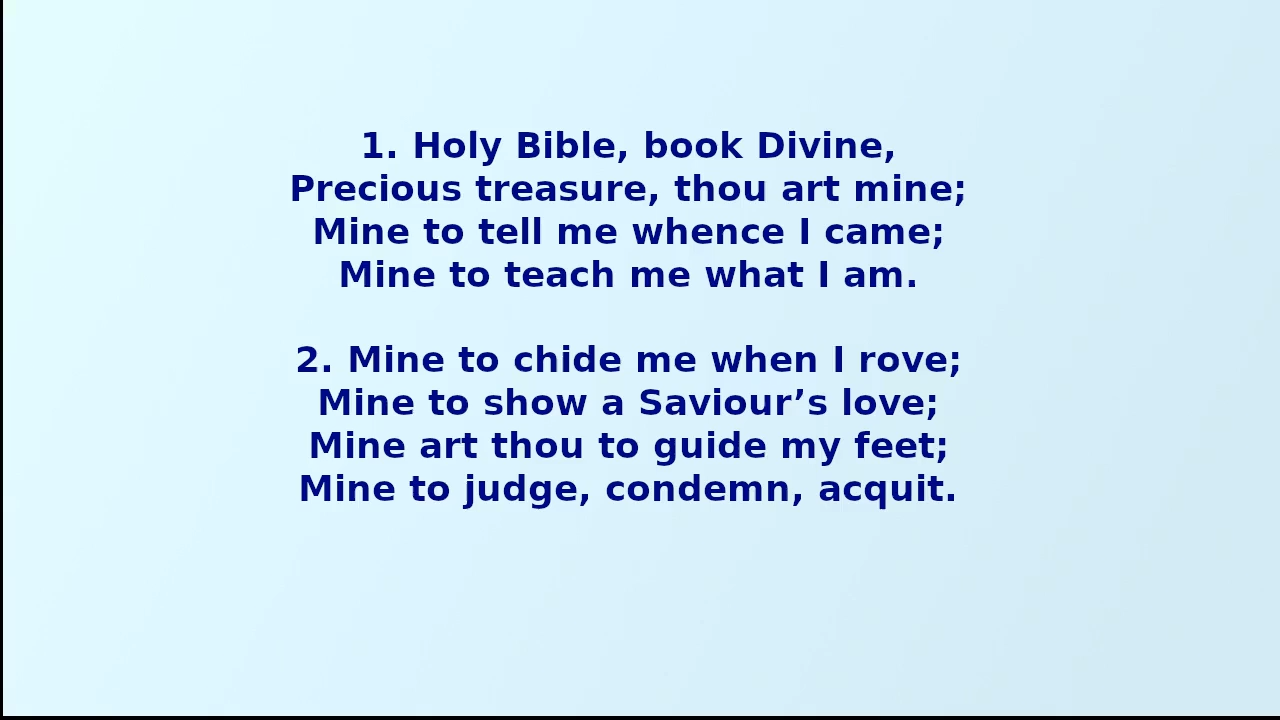 1. Holy Bible, book Divine,
Precious treasure, thou art mine;
Mine to tell me whence I came;
Mine to teach me what I am.
2. Mine to chide me when I rove;
Mine to show a Saviour’s love;
Mine art thou to guide my feet;
Mine to judge, condemn, acquit.